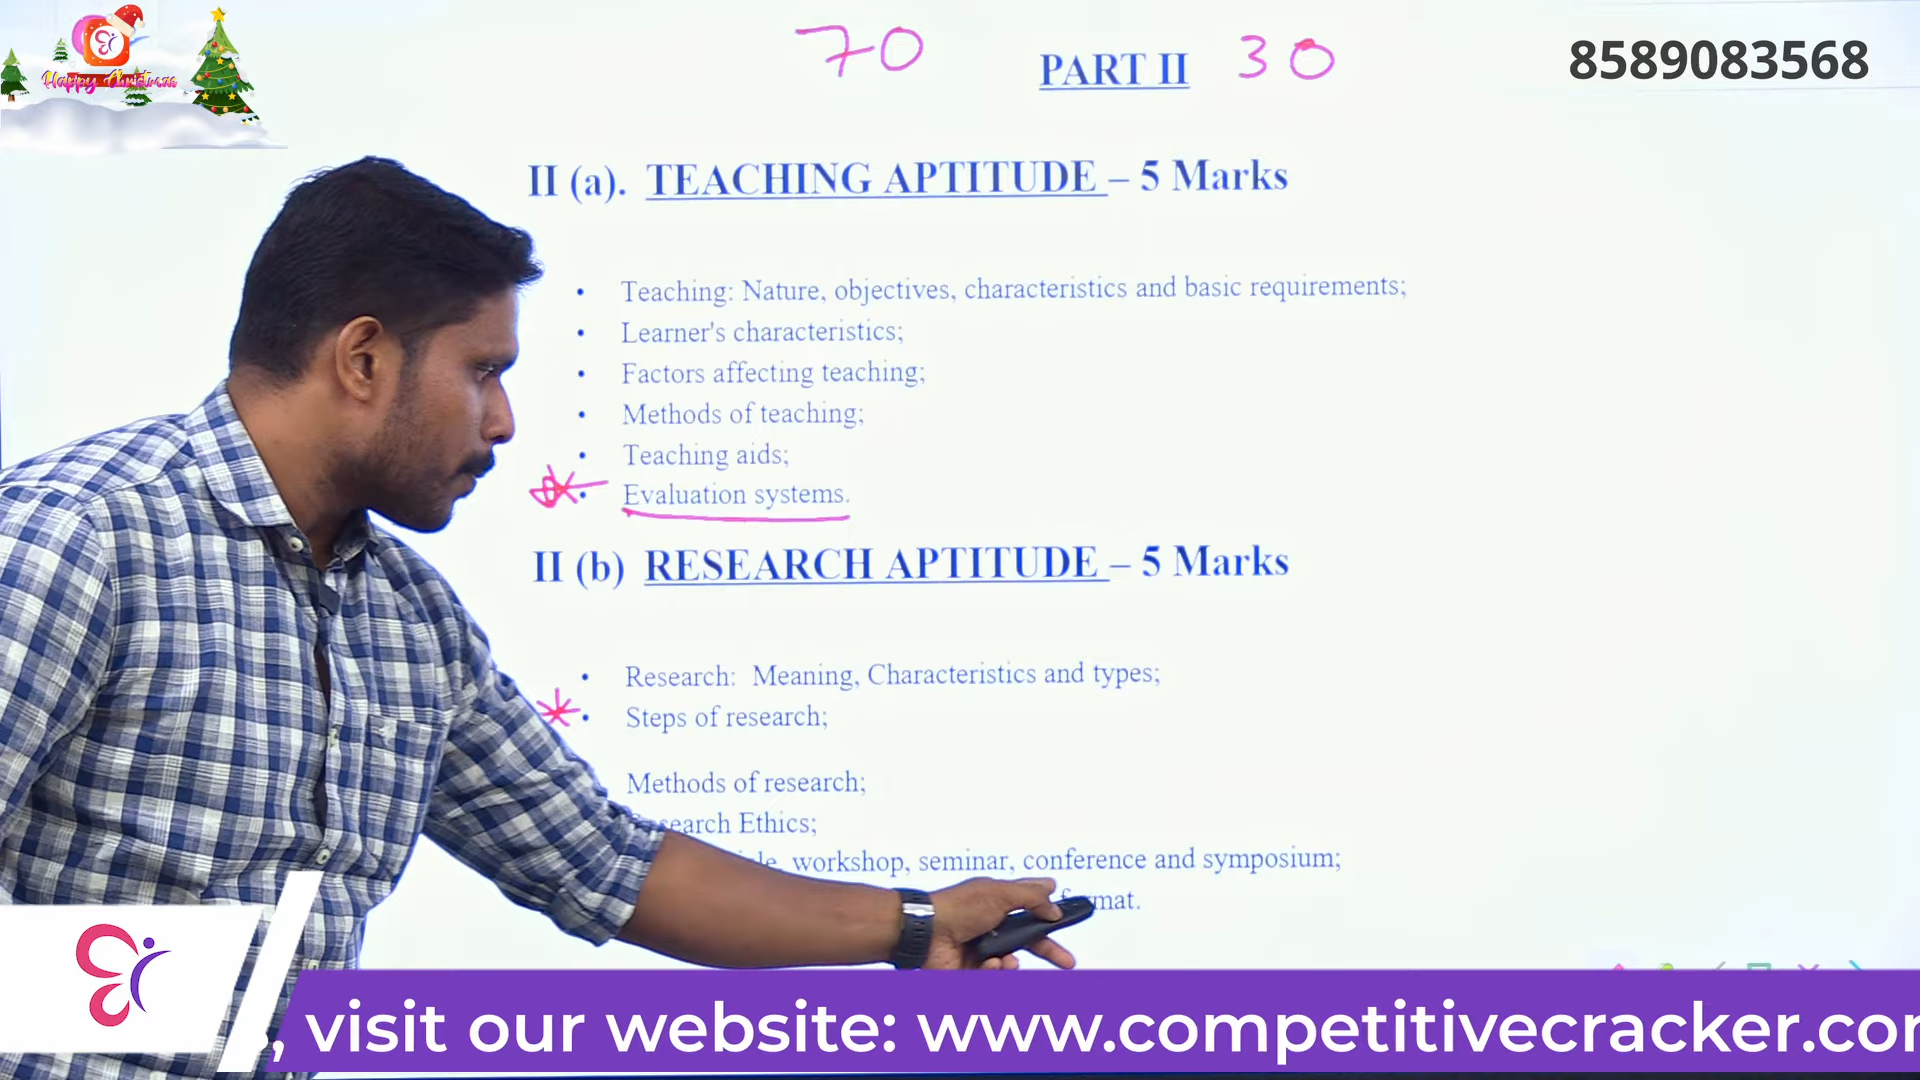 Happy Christmas
70
PART II 30
8589083568
II (a). TEACHING APTITUDE – 5 Marks
• Teaching: Nature, objectives, characteristics and basic requirements;
• Learner's characteristics;
• Factors affecting teaching;
• Methods of teaching;
• Teaching aids;
• Evaluation systems.
II (b) RESEARCH APTITUDE – 5 Marks
• Research: Meaning, Characteristics and types;
• Steps of research;
Methods of research;
Ethics;
workshop, seminar, conference and symposium;
, visit our website: www.competitivecracker.co